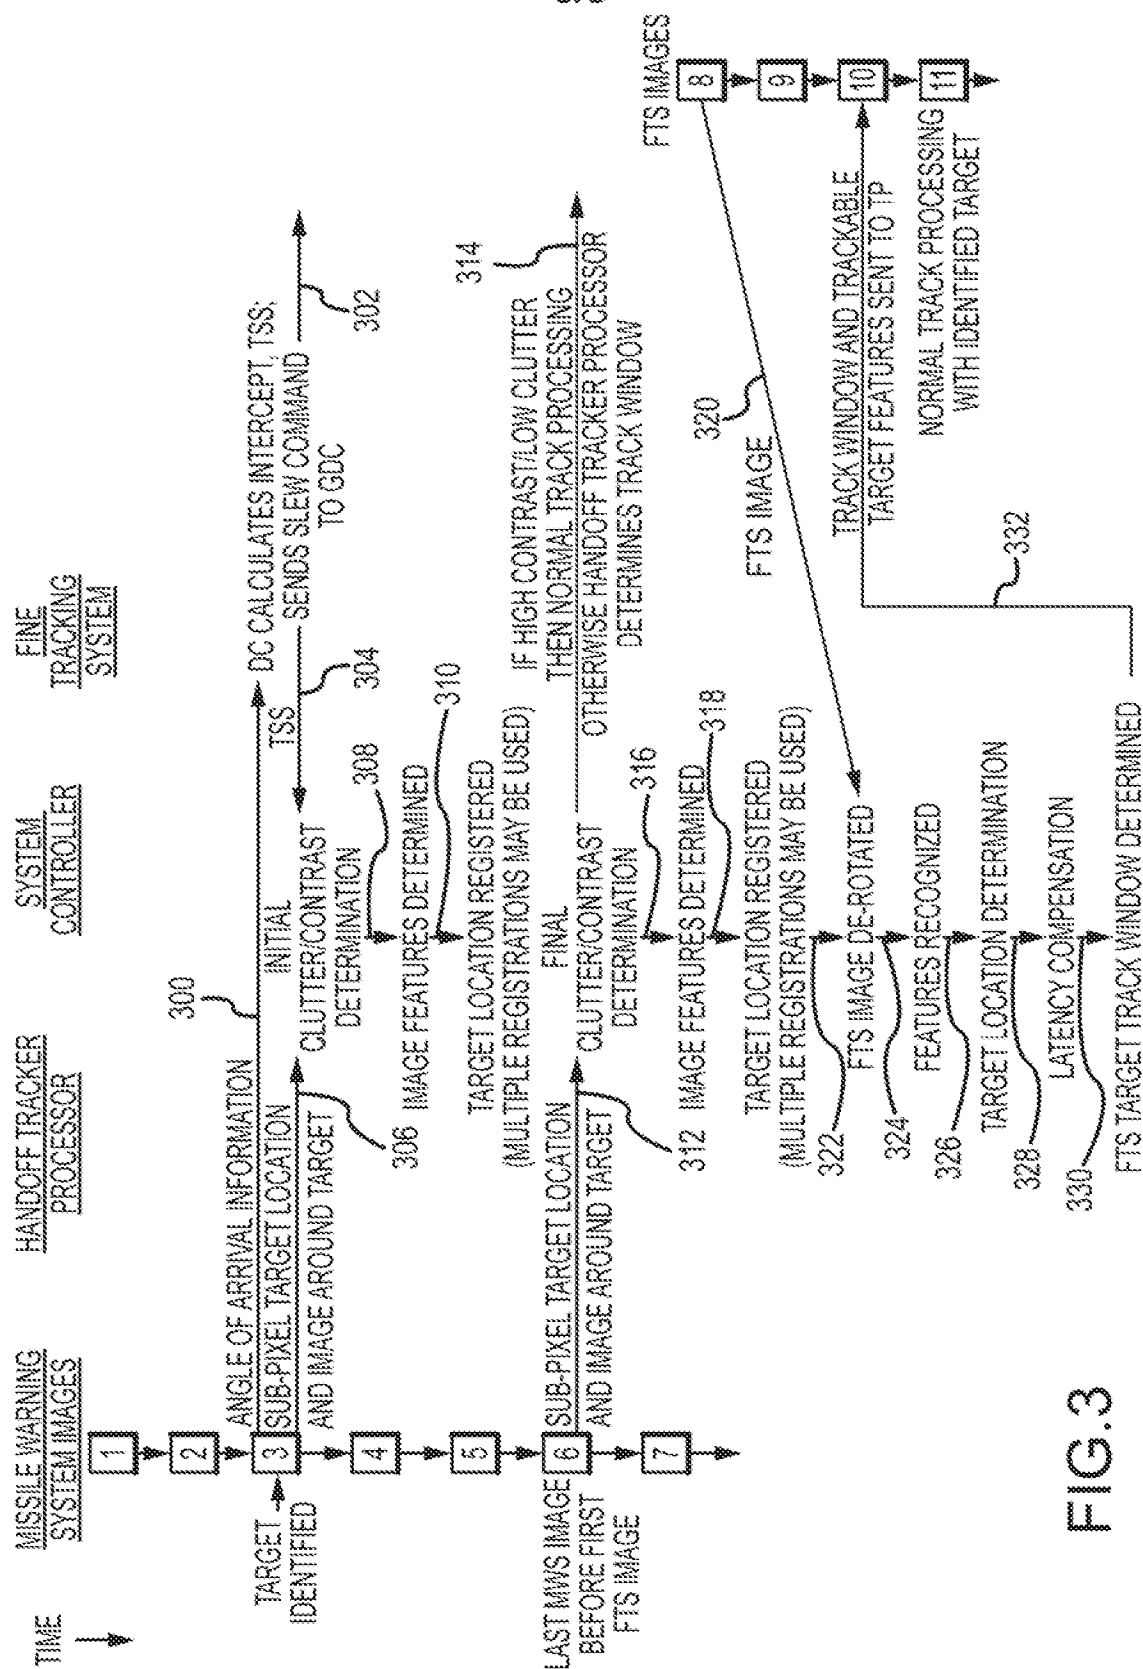 TIME
MISSILE WARNING
SYSTEM IMAGES
HANDOFF TRACKER
PROCESSOR
SYSTEM
CONTROLLER
FINE
TRACKING
SYSTEM
1
2
3
4
5
6
7
TARGET
IDENTIFIED
LAST MWS IMAGE
BEFORE FIRST
FTS IMAGE
ANGLE OF ARRIVAL INFORMATION
300
SUB-PIXEL TARGET LOCATION
AND IMAGE AROUND TARGET
306
DC CALCULATES INTERCEPT, TSS;
SENDS SLEW COMMAND
TO GDC
302
TSS
304
INITIAL
CLUTTER/CONTRAST
DETERMINATION
308
IMAGE FEATURES DETERMINED
310
TARGET LOCATION REGISTERED
(MULTIPLE REGISTRATIONS MAY BE USED)
SUB-PIXEL TARGET LOCATION
AND IMAGE AROUND TARGET
312
FINAL
CLUTTER/CONTRAST
DETERMINATION
IF HIGH CONTRAST/LOW CLUTTER
THEN NORMAL TRACK PROCESSING
OTHERWISE HANDOFF TRACKER PROCESSOR
DETERMINES TRACK WINDOW
314
316
IMAGE FEATURES DETERMINED
318
TARGET LOCATION REGISTERED
(MULTIPLE REGISTRATIONS MAY BE USED)
322
FTS IMAGE DE-ROTATED
324
FEATURES RECOGNIZED
326
TARGET LOCATION DETERMINATION
328
LATENCY COMPENSATION
330
FTS TARGET TRACK WINDOW DETERMINED
FTS IMAGES
8
9
10
11
FTS IMAGE
320
TRACK WINDOW AND TRACKABLE
TARGET FEATURES SENT TO TP
332
NORMAL TRACK PROCESSING
WITH IDENTIFIED TARGET
FIG.3